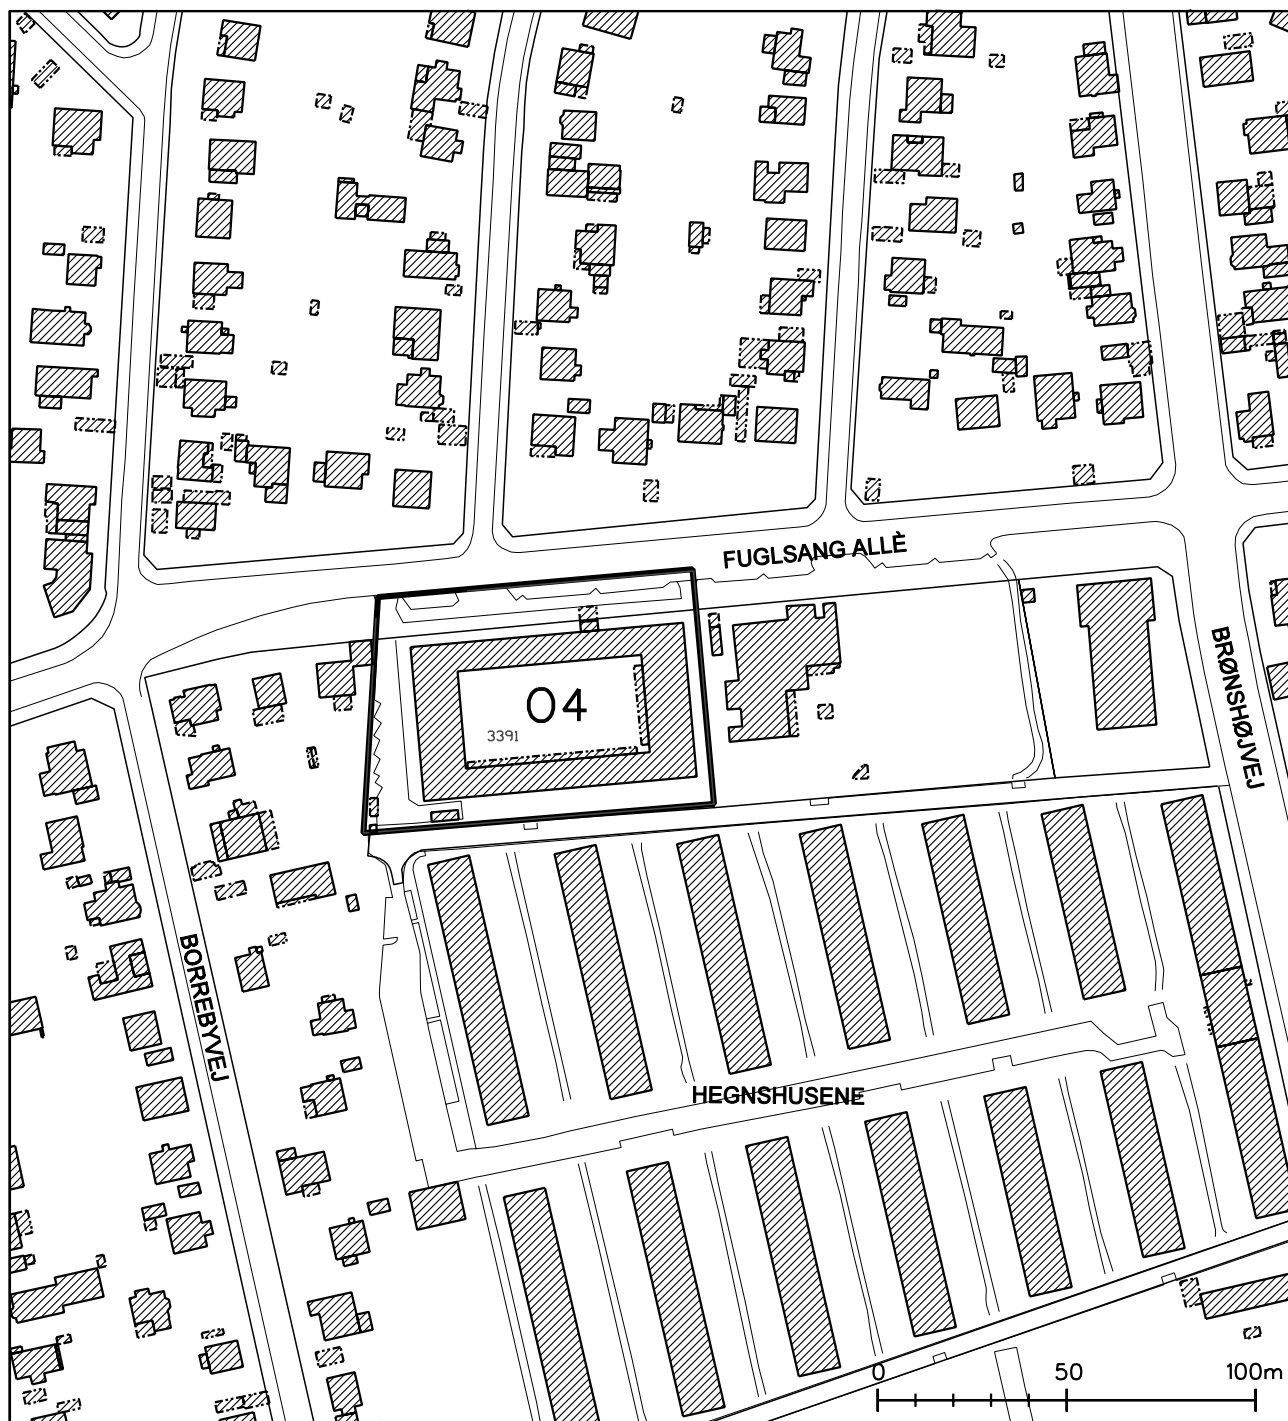 FUGLSANG ALLÈ
BRØNSHØJVEJ
04
3391
BORREBYVEJ
HEGNSHUSENE
0 50 100m